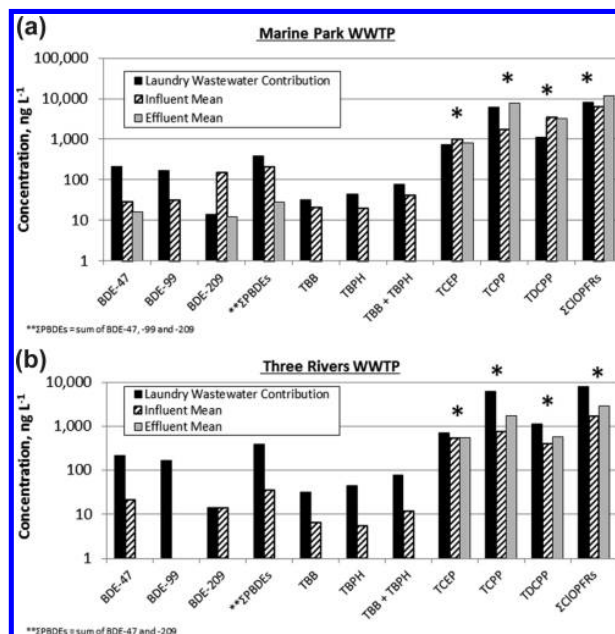 (a)
Marine Park WWTP
100,000
10,000
1,000
100
10
1
Concentration, ng L-1
Laundry Wastewater Contribution
Influent Mean
Effluent Mean
*
*
*
*
BDE-47
BDE-99
BDE-209
**ΣPBDEs
TBB
TBPH
TBB + TBPH
TCEP
TCPP
TDCPP
ΣClOPFRs
**ΣPBDEs = sum of BDE-47, -99 and -209
(b)
Three Rivers WWTP
10,000
1,000
100
10
1
Concentration, ng L-1
Laundry Wastewater Contribution
Influent Mean
Effluent Mean
*
*
*
*
BDE-47
BDE-99
BDE-209
**ΣPBDEs
TBB
TBPH
TBB + TBPH
TCEP
TCPP
TDCPP
ΣClOPFRs
**ΣPBDEs = sum of BDE-47 and -209